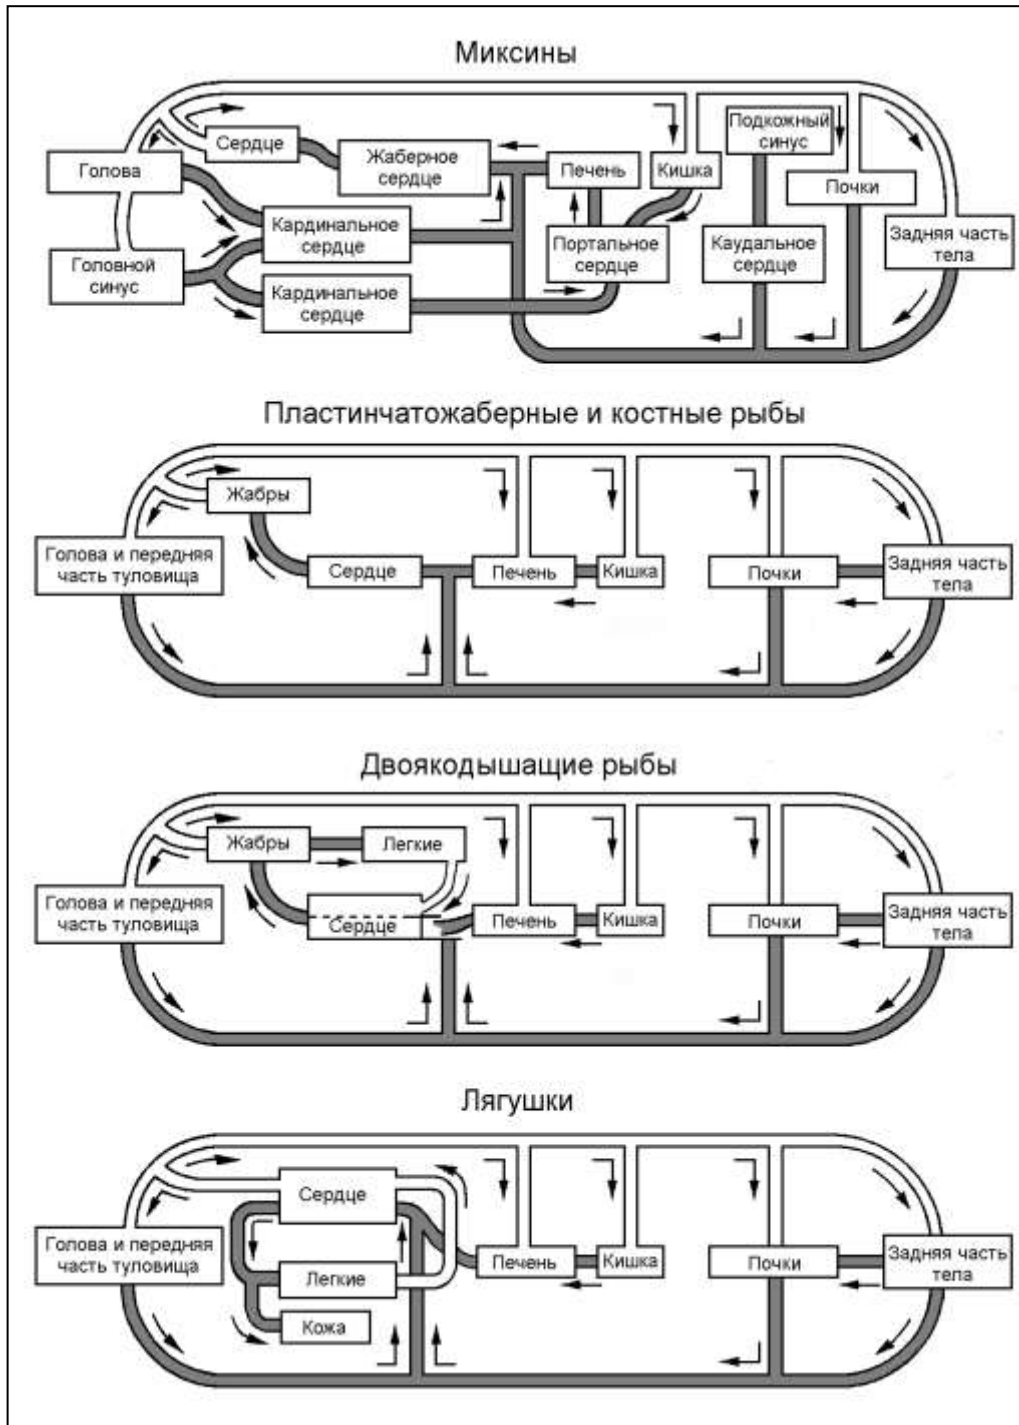 Миксины
Подкожный
синус
Сердце
Жаберное
сердце
Голова
Печень
Кишка
Почки
Кардинальное
сердце
Портальное
сердце
Каудальное
сердце
Задняя часть
тела
Головной
синус
Кардинальное
сердце
Пластинчатожаберные и костные рыбы
Жабры
Голова и передняя
часть туловища
Сердце
Печень
Кишка
Почки
Задняя часть
тела
Двоякодышащие рыбы
Жабры
Легкие
Голова и передняя
часть туловища
Сердце
Печень
Кишка
Почки
Задняя часть
тела
Лягушки
Сердце
Голова и передняя
часть туловища
Легкие
Печень
Кишка
Почки
Задняя часть
тела
Кожа